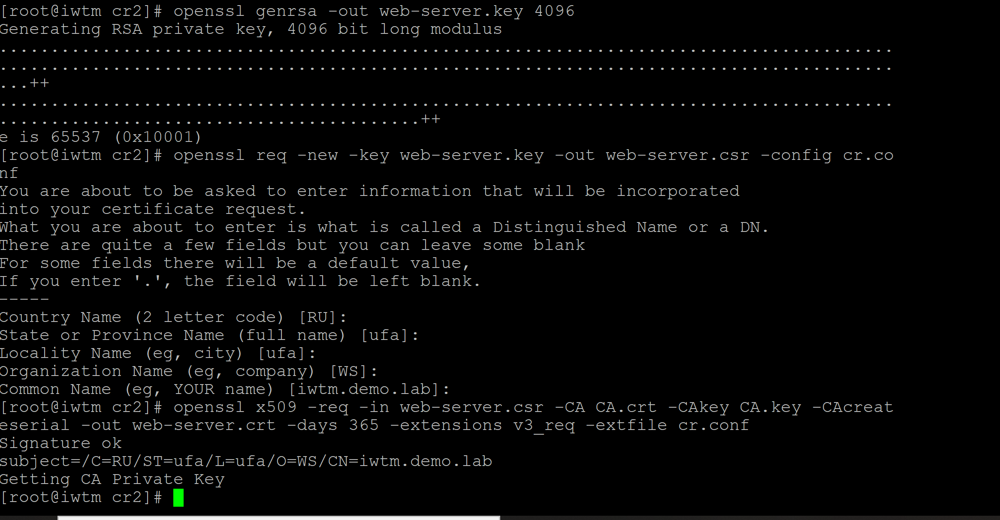 [root@iwtm cr2]# openssl genrsa -out web-server.key 4096
Generating RSA private key, 4096 bit long modulus
.......................................................................................
.......................................................................................
...++
.......................................................................................
.........................................++
e is 65537 (0x10001)
[root@iwtm cr2]# openssl req -new -key web-server.key -out web-server.csr -config cr.co
nf
You are about to be asked to enter information that will be incorporated
into your certificate request.
What you are about to enter is what is called a Distinguished Name or a DN.
There are quite a few fields but you can leave some blank
For some fields there will be a default value,
If you enter '.', the field will be left blank.
-----
Country Name (2 letter code) [RU]:
State or Province Name (full name) [ufa]:
Locality Name (eg, city) [ufa]:
Organization Name (eg, company) [WS]:
Common Name (eg, YOUR name) [iwtm.demo.lab]:
[root@iwtm cr2]# openssl x509 -req -in web-server.csr -CA CA.crt -CAkey CA.key -CAcreat
eserial -out web-server.crt -days 365 -extensions v3_req -extfile cr.conf
Signature ok
subject=/C=RU/ST=ufa/L=ufa/O=WS/CN=iwtm.demo.lab
Getting CA Private Key
[root@iwtm cr2]#